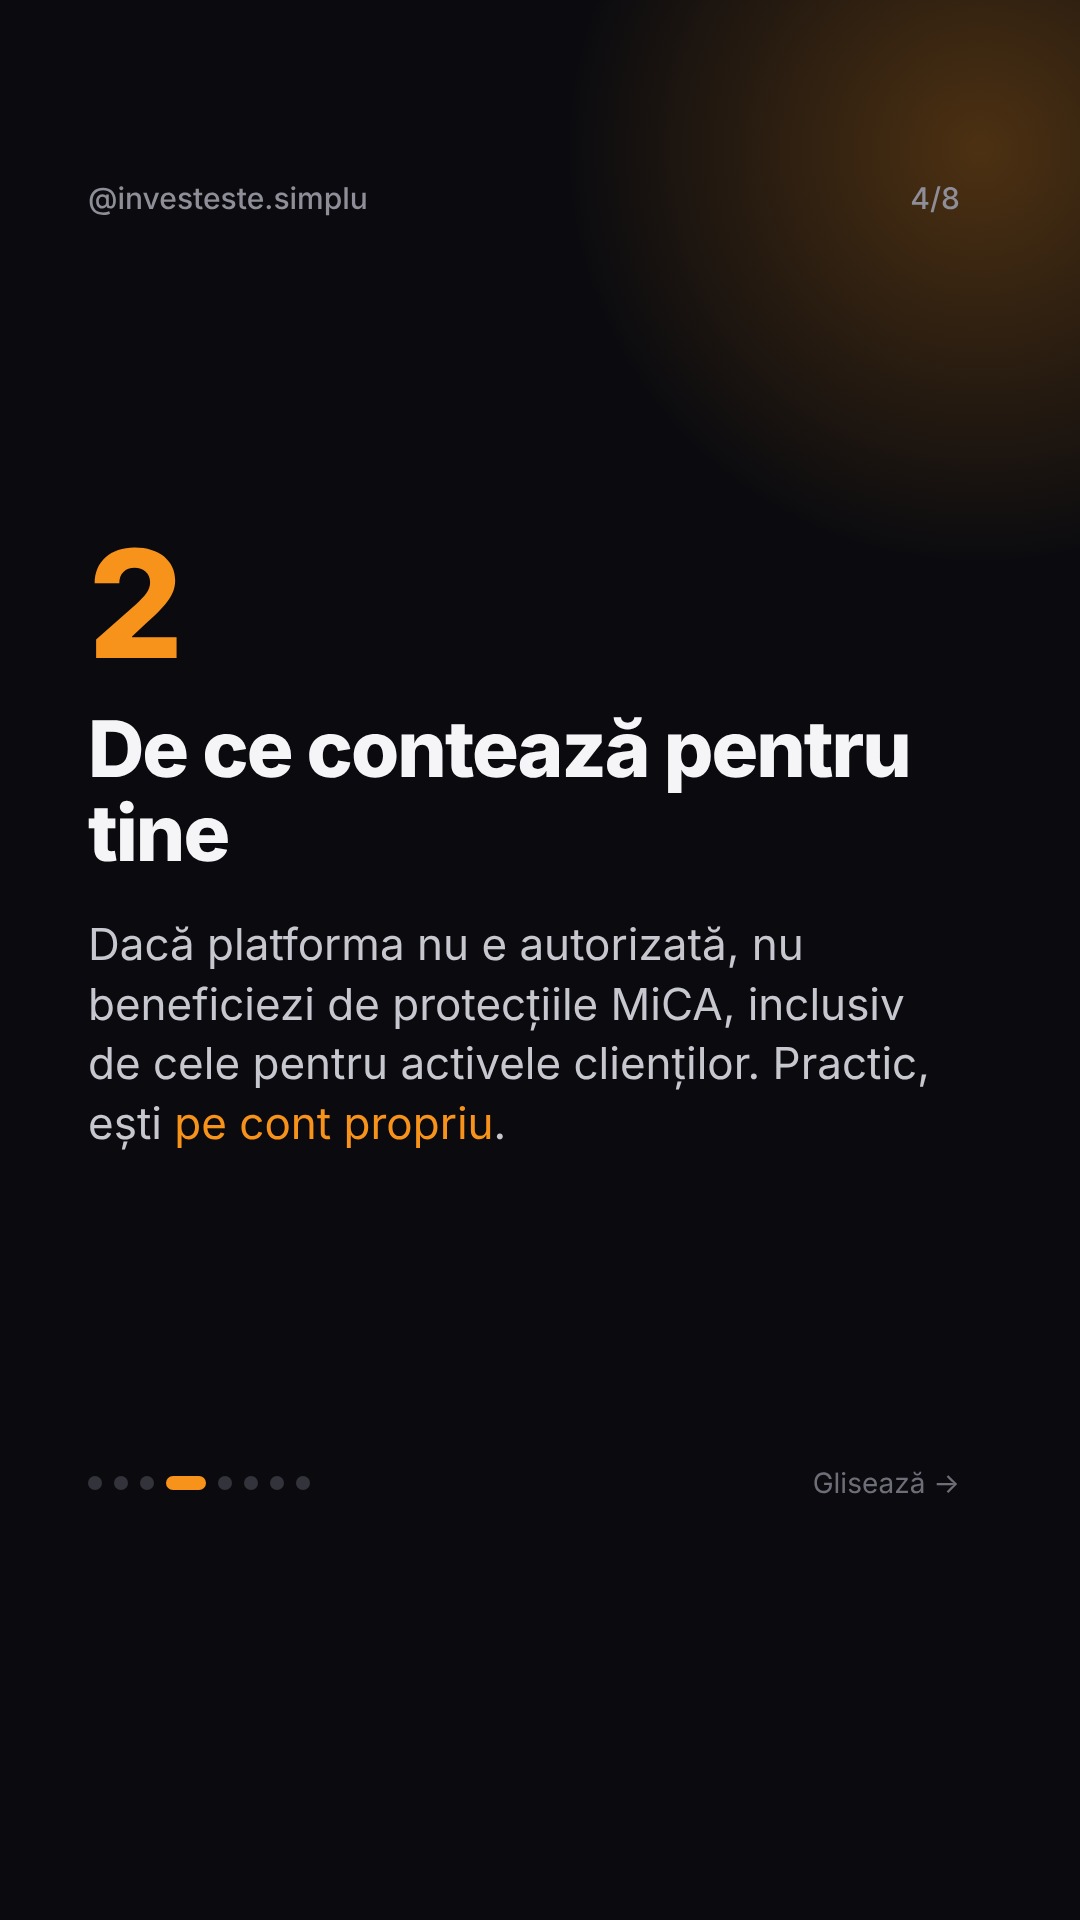 @investeste.simplu
4/8
2
De ce contează pentru
tine
Dacă platforma nu e autorizată, nu
beneficiezi de protecțiile MiCA, inclusiv
de cele pentru activele clienților. Practic,
ești pe cont propriu.
Glisează →